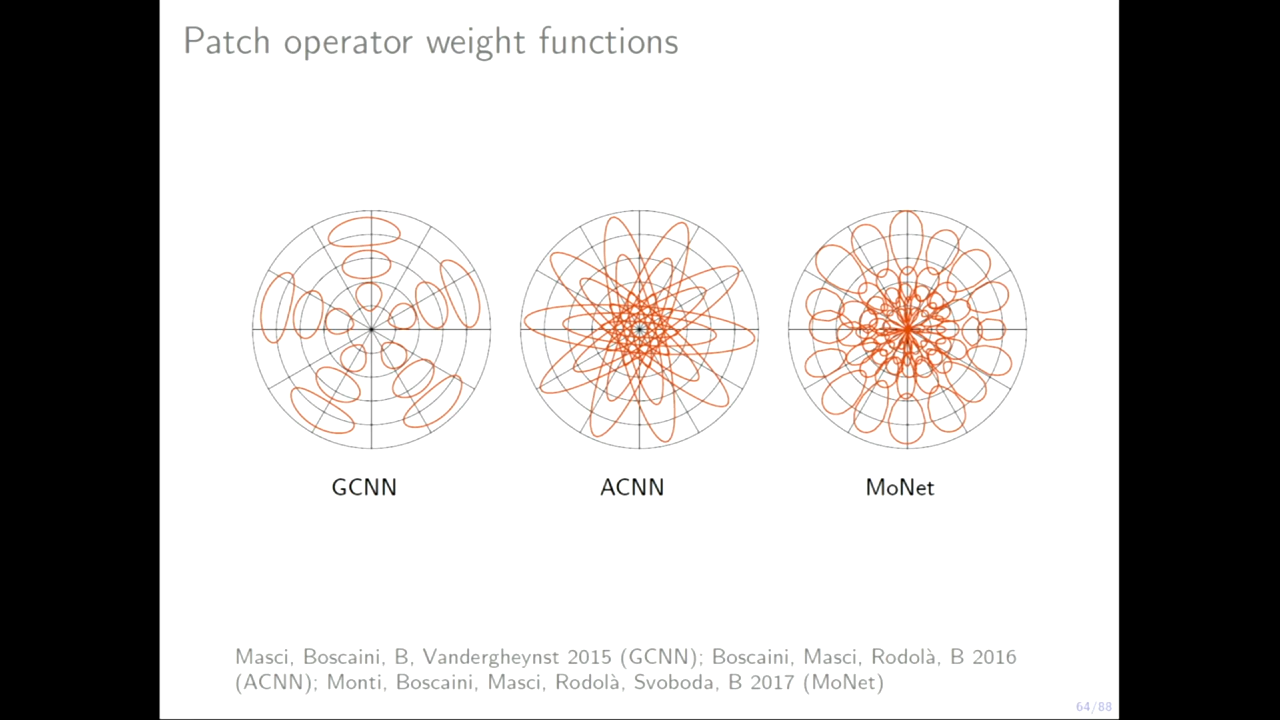 Patch operator weight functions
GCNN
ACNN
MoNet
Masci, Boscaini, B, Vandergheynst 2015 (GCNN); Boscaini, Masci, Rodolà, B 2016
(ACNN); Monti, Boscaini, Masci, Rodolà, Svoboda, B 2017 (MoNet)
64/88